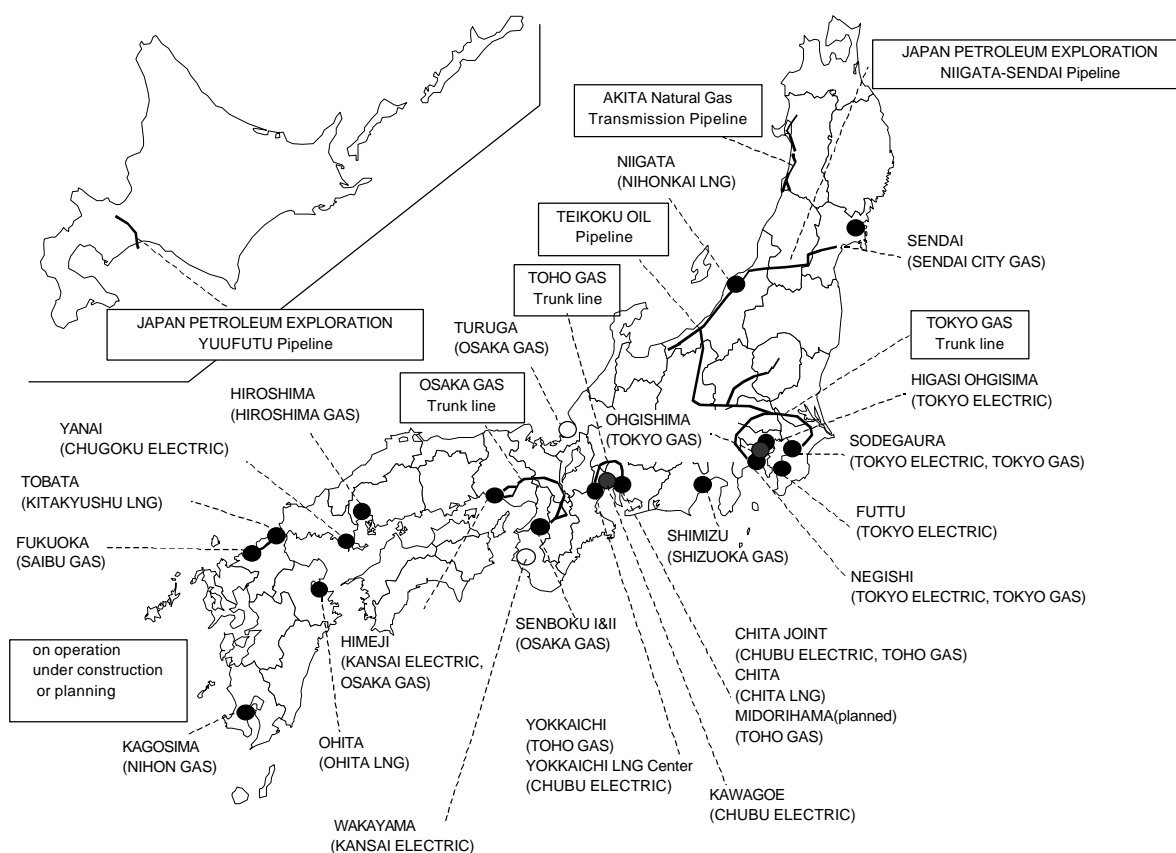 JAPAN PETROLEUM EXPLORATION
NIIGATA-SENDAI Pipeline
AKITA Natural Gas
Transmission Pipeline
NIIGATA
(NIHONKAI LNG)
TEIKOKU OIL
Pipeline
SENDAI
(SENDAI CITY GAS)
TOHO GAS
Trunk line
JAPAN PETROLEUM EXPLORATION
YUUFUTU Pipeline
TURUGA
(OSAKA GAS)
TOKYO GAS
Trunk line
OSAKA GAS
Trunk line
HIGASI OHGISIMA
(TOKYO ELECTRIC)
HIROSHIMA
(HIROSHIMA GAS)
OHGISHIMA
(TOKYO GAS)
YANAI
(CHUGOKU ELECTRIC)
SODEGAURA
(TOKYO ELECTRIC, TOKYO GAS)
TOBATA
(KITAKYUSHU LNG)
FUTTU
(TOKYO ELECTRIC)
FUKUOKA
(SAIBU GAS)
SHIMIZU
(SHIZUOKA GAS)
NEGISHI
(TOKYO ELECTRIC, TOKYO GAS)
SENBOKU I&II
(OSAKA GAS)
HIMEJI
(KANSAI ELECTRIC,
OSAKA GAS)
on operation
under construction
or planning
CHITA JOINT
(CHUBU ELECTRIC, TOHO GAS)
CHITA
(CHITA LNG)
MIDORIHAMA(planned)
(TOHO GAS)
KAGOSIMA
(NIHON GAS)
OHITA
(OHITA LNG)
YOKKAICHI
(TOHO GAS)
YOKKAICHI LNG Center
(CHUBU ELECTRIC)
KAWAGOE
(CHUBU ELECTRIC)
WAKAYAMA
(KANSAI ELECTRIC)